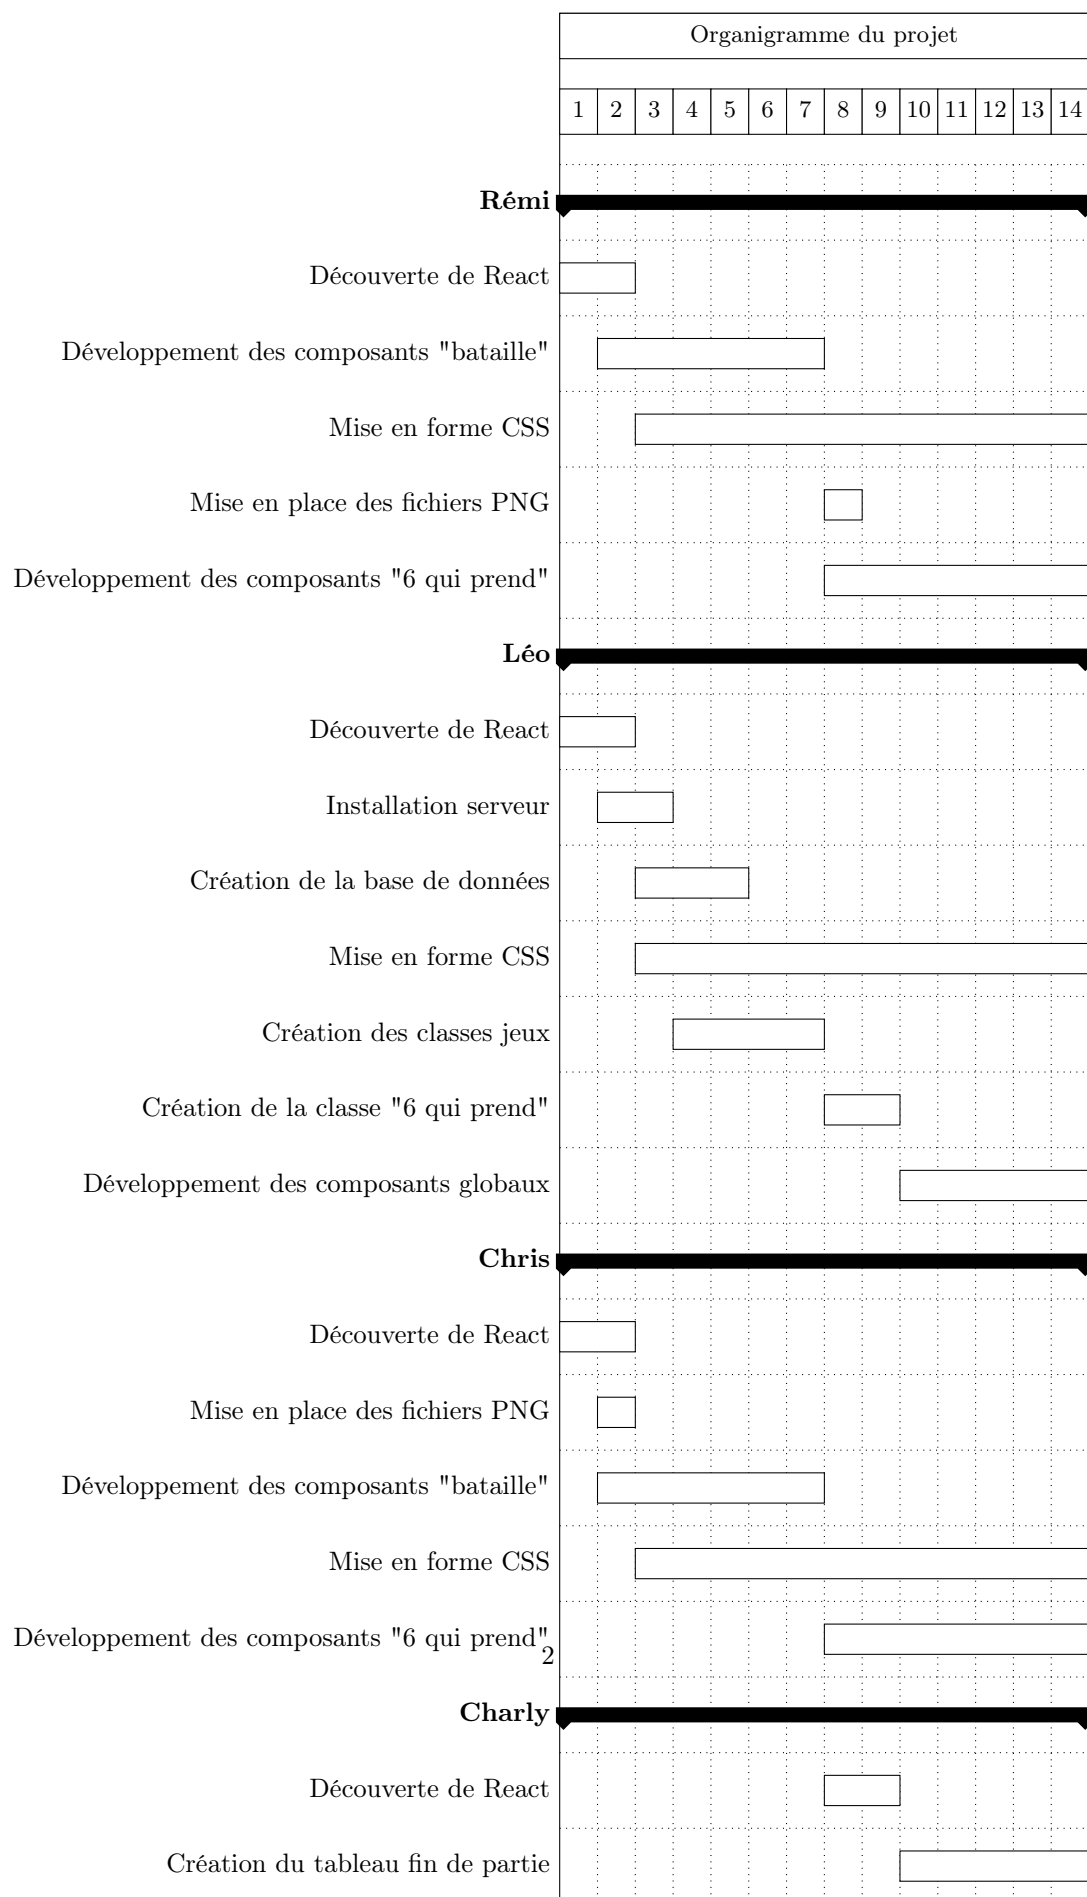 Organigramme du projet
1 2 3 4 5 6 7 8 9 10 11 12 13 14
Rémi
Découverte de React
Développement des composants "bataille"
Mise en forme CSS
Mise en place des fichiers PNG
Développement des composants "6 qui prend"
Léo
Découverte de React
Installation serveur
Création de la base de données
Mise en forme CSS
Création des classes jeux
Création de la classe "6 qui prend"
Développement des composants globaux
Chris
Découverte de React
Mise en place des fichiers PNG
Développement des composants "bataille"
Mise en forme CSS
Développement des composants "6 qui prend"
2
Charly
Découverte de React
Création du tableau fin de partie